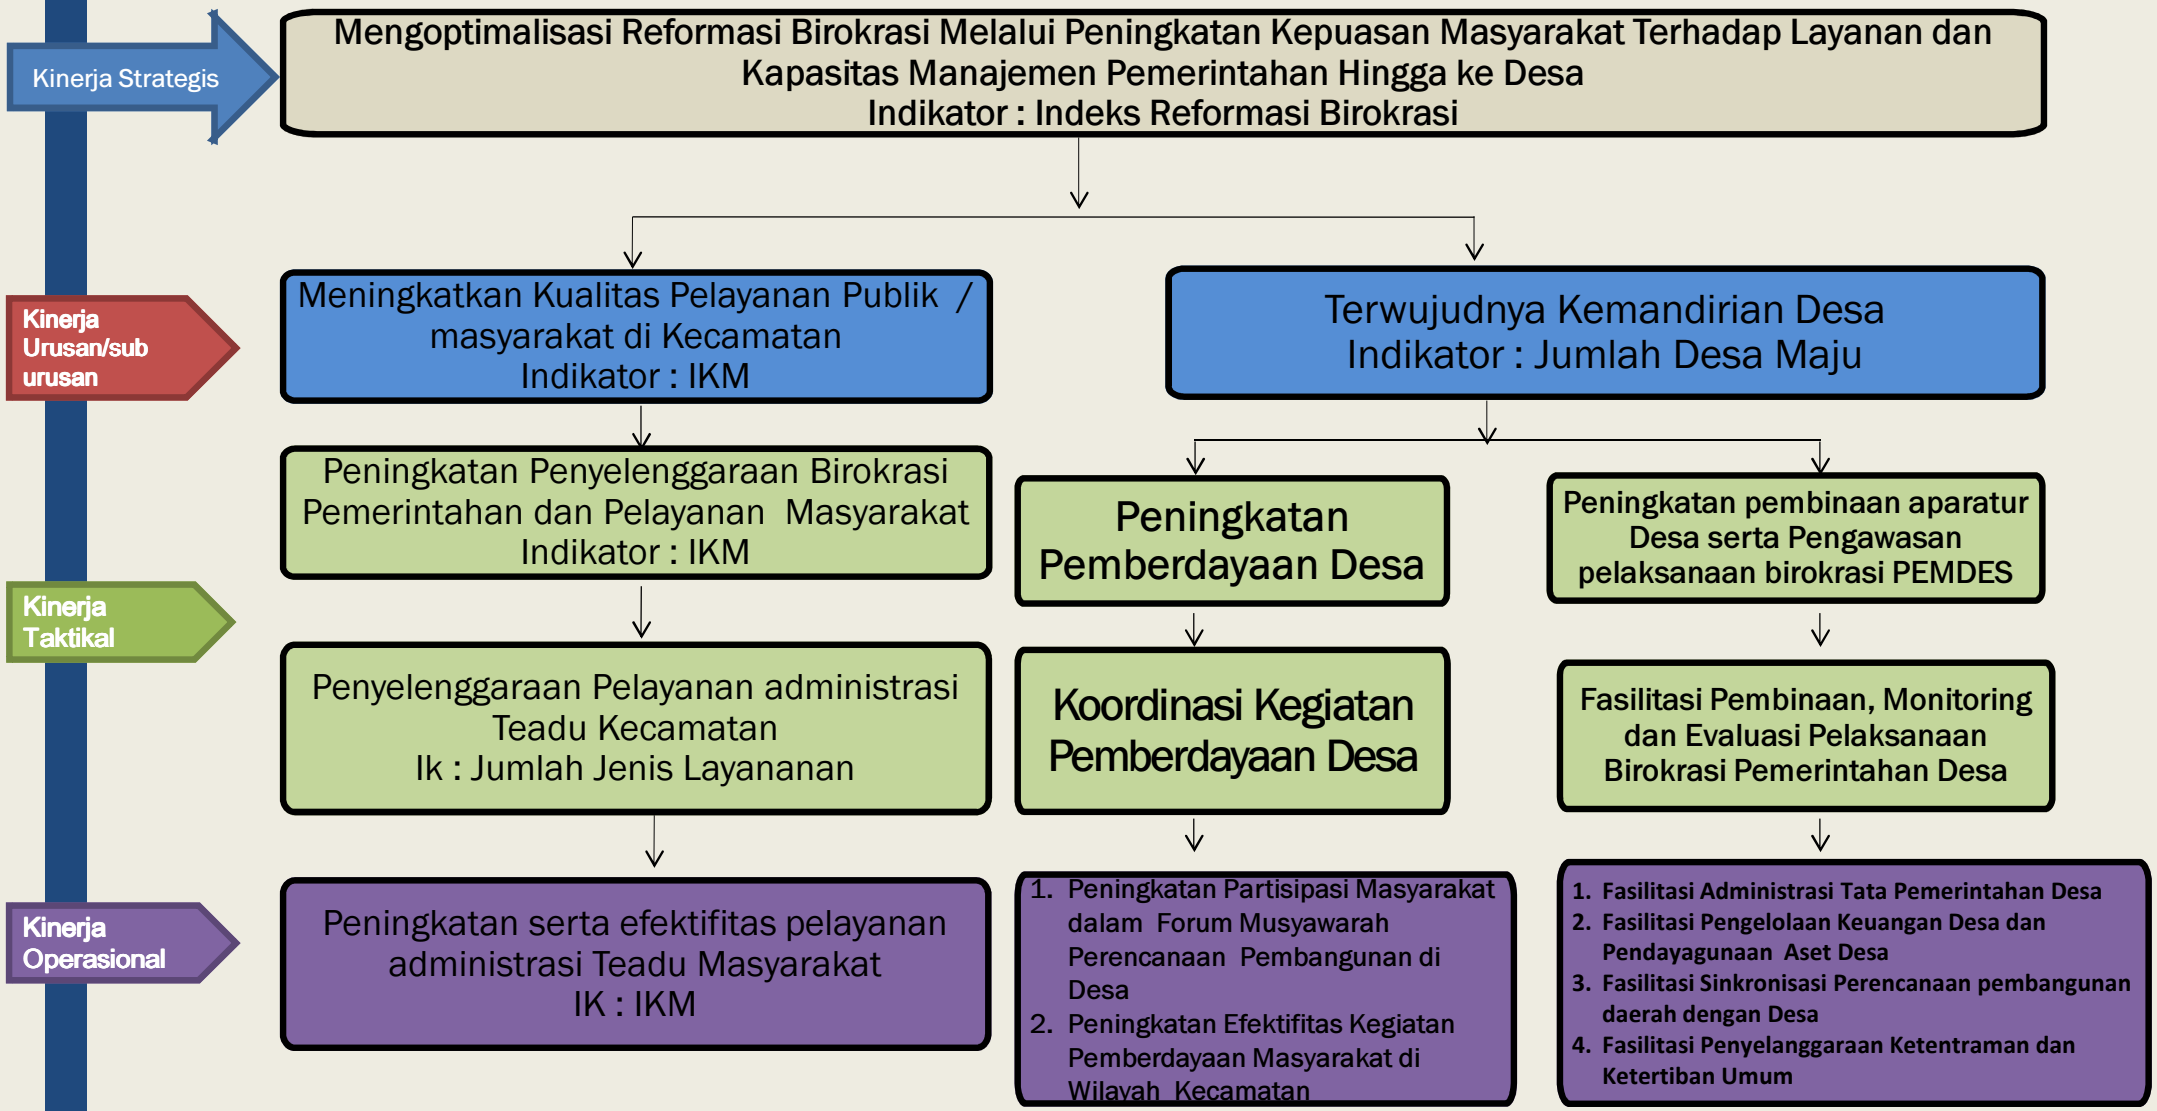 Kinerja Strategis
Mengoptimalisasi Reformasi Birokrasi Melalui Peningkatan Kepuasan Masyarakat Terhadap Layanan dan
Kapasitas Manajemen Pemerintahan Hingga ke Desa
Indikator : Indeks Reformasi Birokrasi
Kinerja
Urusan/sub
urusan
Meningkatkan Kualitas Pelayanan Publik /
masyarakat di Kecamatan
Indikator : IKM
Terwujudnya Kemandirian Desa
Indikator : Jumlah Desa Maju
Kinerja
Taktikal
Peningkatan Penyelenggaraan Birokrasi
Pemerintahan dan Pelayanan Masyarakat
Indikator : IKM
Peningkatan
Pemberdayaan Desa
Peningkatan pembinaan aparatur
Desa serta Pengawasan
pelaksanaan birokrasi PEMDES
Penyelenggaraan Pelayanan administrasi
Teadu Kecamatan
Ik : Jumlah Jenis Layananan
Koordinasi Kegiatan
Pemberdayaan Desa
Fasilitasi Pembinaan, Monitoring
dan Evaluasi Pelaksanaan
Birokrasi Pemerintahan Desa
Kinerja
Operasional
Peningkatan serta efektifitas pelayanan
administrasi Teadu Masyarakat
IK : IKM
1. Peningkatan Partisipasi Masyarakat
dalam Forum Musyawarah
Perencanaan Pembangunan di
Desa
2. Peningkatan Efektifitas Kegiatan
Pemberdayaan Masyarakat di
Wilayah Kecamatan
1. Fasilitasi Administrasi Tata Pemerintahan Desa
2. Fasilitasi Pengelolaan Keuangan Desa dan
Pendayagunaan Aset Desa
3. Fasilitasi Sinkronisasi Perencanaan pembangunan
daerah dengan Desa
4. Fasilitasi Penyelanggaraan Ketentraman dan
Ketertiban Umum